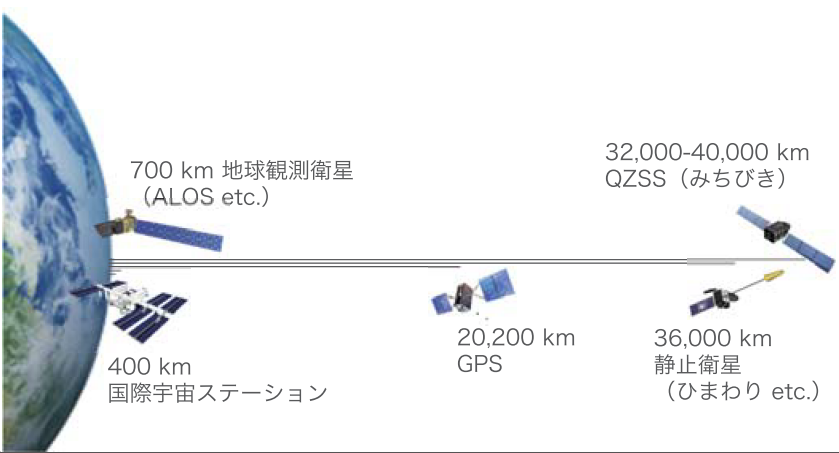 700 km 地球観測衛星
（ALOS etc.）
32,000-40,000 km
QZSS（みちびき）
400 km
国際宇宙ステーション
20,200 km
GPS
36,000 km
静止衛星
（ひまわり etc.）